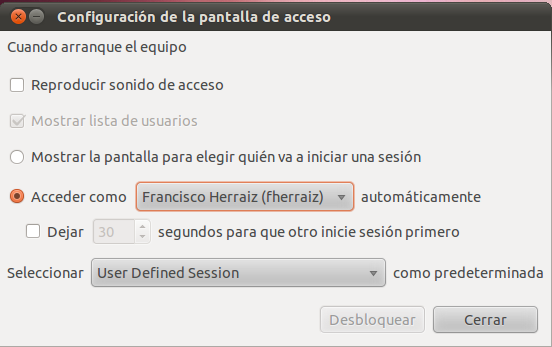 Configuración de la pantalla de acceso
Cuando arranque el equipo
Reproducir sonido de acceso
Mostrar lista de usuarios
Mostrar la pantalla para elegir quién va a iniciar una sesión
Acceder como Francisco Herraiz (fherraiz) automáticamente
Dejar 30 segundos para que otro inicie sesión primero
Seleccionar User Defined Session como predeterminada
Desbloquear Cerrar